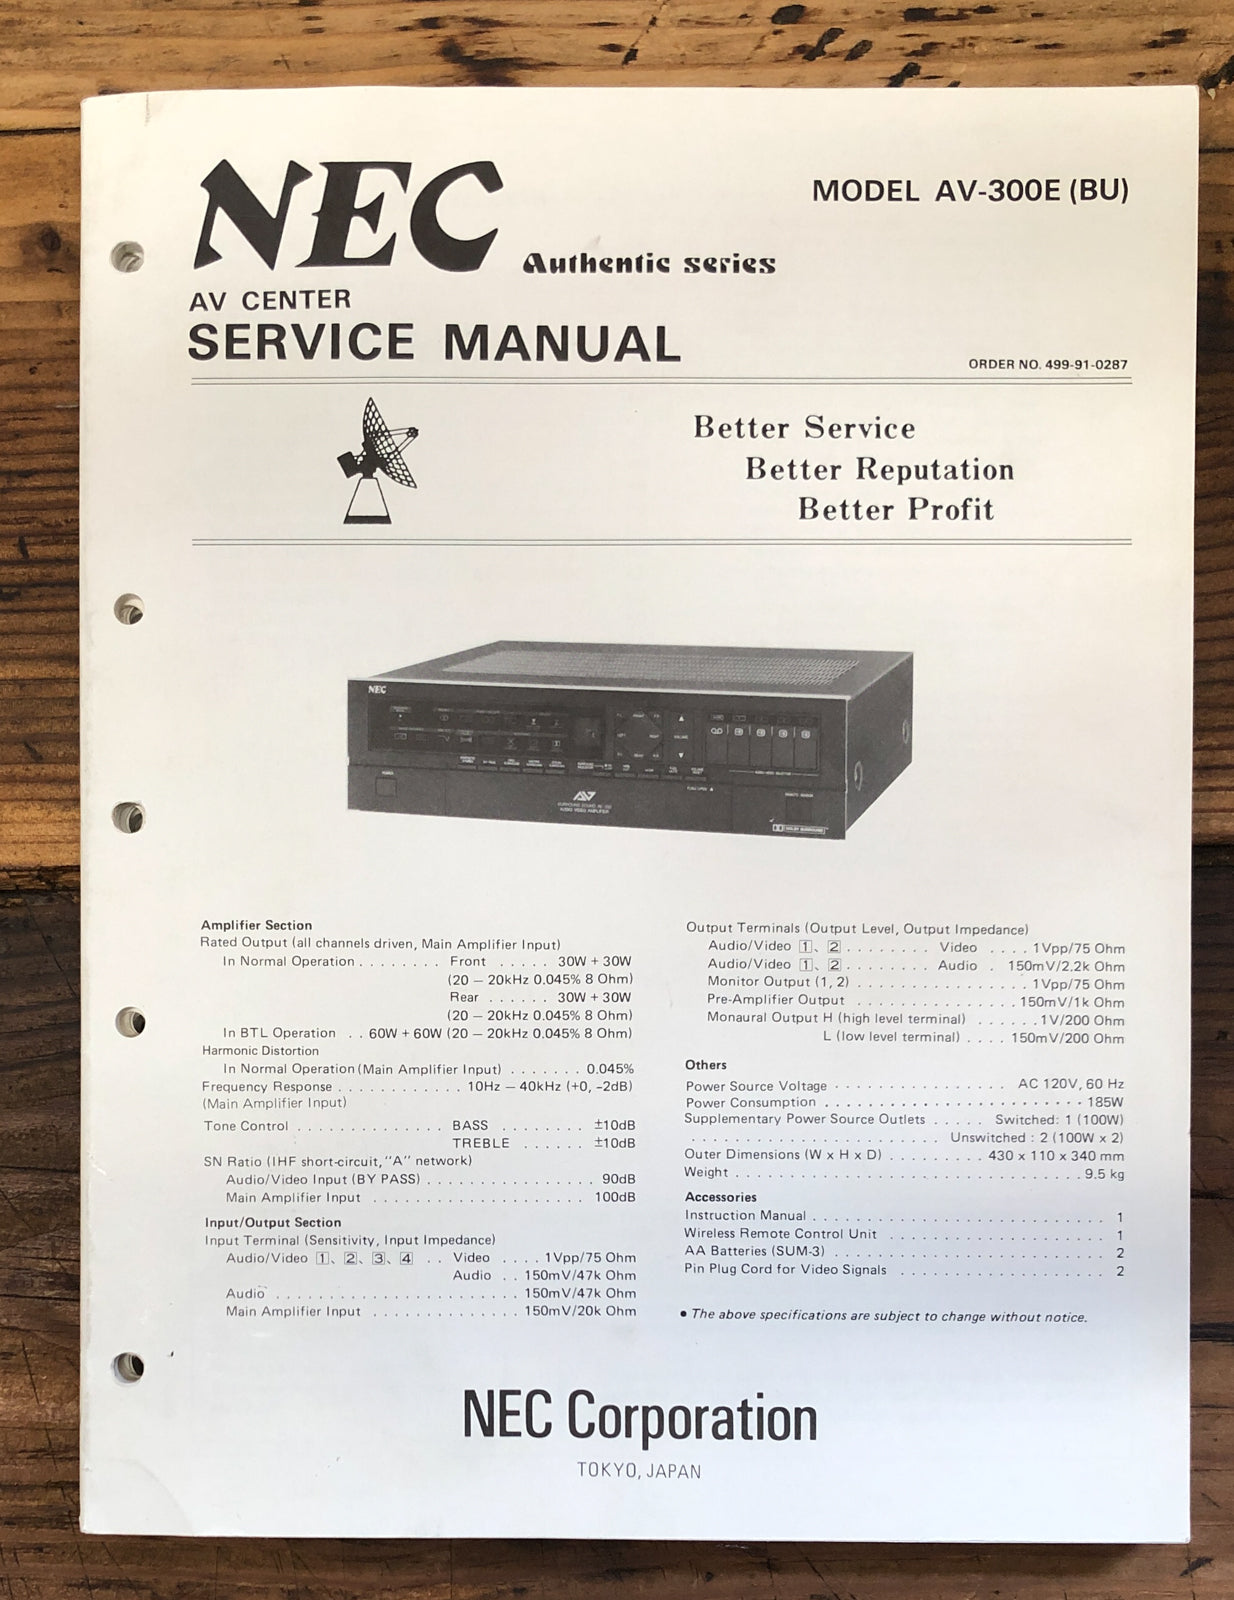 NEC Authentic series
MODEL AV-300E (BU)
AV CENTER
SERVICE MANUAL
ORDER NO. 499-91-0287
Better Service
Better Reputation
Better Profit
NEC
POWER
VOLUME
AV
AUDIO VIDEO AMPLIFIER
REMOTE SENSOR
DOLBY SURROUND
Amplifier Section
Rated Output (all channels driven, Main Amplifier Input)
In Normal Operation . . . . . . . . Front . . . . . 30W + 30W
(20 – 20kHz 0.045% 8 Ohm)
Rear . . . . . . 30W + 30W
(20 – 20kHz 0.045% 8 Ohm)
In BTL Operation . . 60W + 60W (20 – 20kHz 0.045% 8 Ohm)
Harmonic Distortion
In Normal Operation (Main Amplifier Input) . . . . . . . 0.045%
Frequency Response . . . . . . . . . . . . 10Hz – 40kHz (+0, -2dB)
(Main Amplifier Input)
Tone Control . . . . . . . . . . . . . . . BASS . . . . . . . . ±10dB
TREBLE . . . . . . ±10dB
SN Ratio (IHF short-circuit, "A" network)
Audio/Video Input (BY PASS) . . . . . . . . . . . . . . . . 90dB
Main Amplifier Input . . . . . . . . . . . . . . . . . . . . 100dB
Input/Output Section
Input Terminal (Sensitivity, Input Impedance)
Audio/Video 1、2、3、4 . . Video . . . . 1Vpp/75 Ohm
Audio . . 150mV/47k Ohm
Audio . . . . . . . . . . . . . . . . . . . . . . . 150mV/47k Ohm
Main Amplifier Input . . . . . . . . . . . . . 150mV/20k Ohm
Output Terminals (Output Level, Output Impedance)
Audio/Video 1、2 . . . . . . . . Video . . . . 1Vpp/75 Ohm
Audio/Video 1、2 . . . . . . . . Audio . 150mV/2.2k Ohm
Monitor Output (1, 2) . . . . . . . . . . . . . . . . 1Vpp/75 Ohm
Pre-Amplifier Output . . . . . . . . . . . . . . . 150mV/1k Ohm
Monaural Output H (high level terminal) . . . . . . 1V/200 Ohm
L (low level terminal) . . . . 150mV/200 Ohm
Others
Power Source Voltage . . . . . . . . . . . . . . . . AC 120V, 60 Hz
Power Consumption . . . . . . . . . . . . . . . . . . . . . . . . 185W
Supplementary Power Source Outlets . . . . . Switched: 1 (100W)
. . . . . . . . . . . . . . . . . . . . . . . Unswitched : 2 (100W x 2)
Outer Dimensions (W x H x D) . . . . . . . . . 430 x 110 x 340 mm
Weight . . . . . . . . . . . . . . . . . . . . . . . . . . . . . . . . 9.5 kg
Accessories
Instruction Manual . . . . . . . . . . . . . . . . . . . . . . . . . . . 1
Wireless Remote Control Unit . . . . . . . . . . . . . . . . . . . . 1
AA Batteries (SUM-3) . . . . . . . . . . . . . . . . . . . . . . . . . 2
Pin Plug Cord for Video Signals . . . . . . . . . . . . . . . . . . . 2
• The above specifications are subject to change without notice.
NEC Corporation
TOKYO, JAPAN